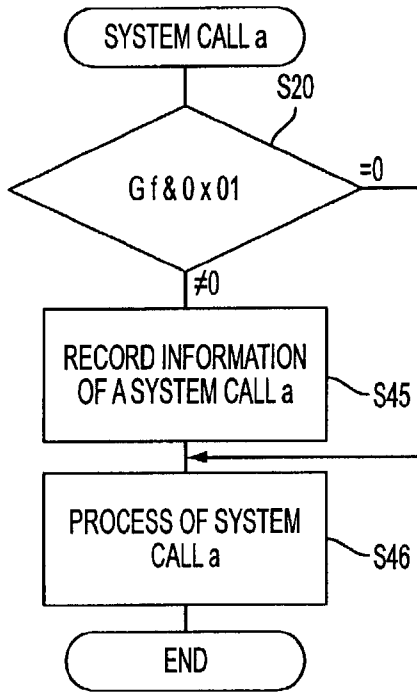 SYSTEM CALL a
S20
G f & 0 x 01
=0
≠0
RECORD INFORMATION
OF A SYSTEM CALL a
S45
PROCESS OF SYSTEM
CALL a
S46
END